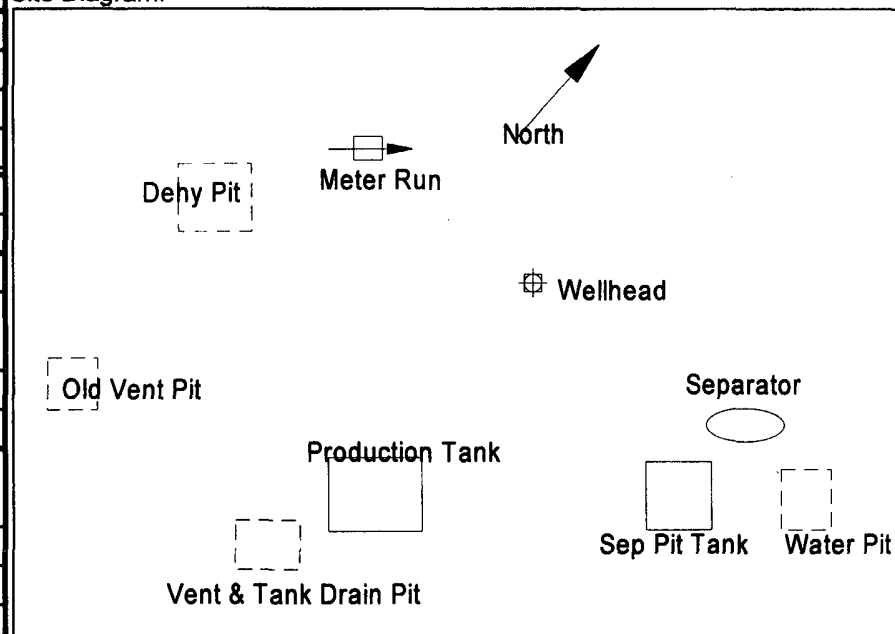 Site Diagram:
North
Meter Run
Dehy Pit
Wellhead
Old Vent Pit
Separator
Production Tank
Sep Pit Tank
Water Pit
Vent & Tank Drain Pit